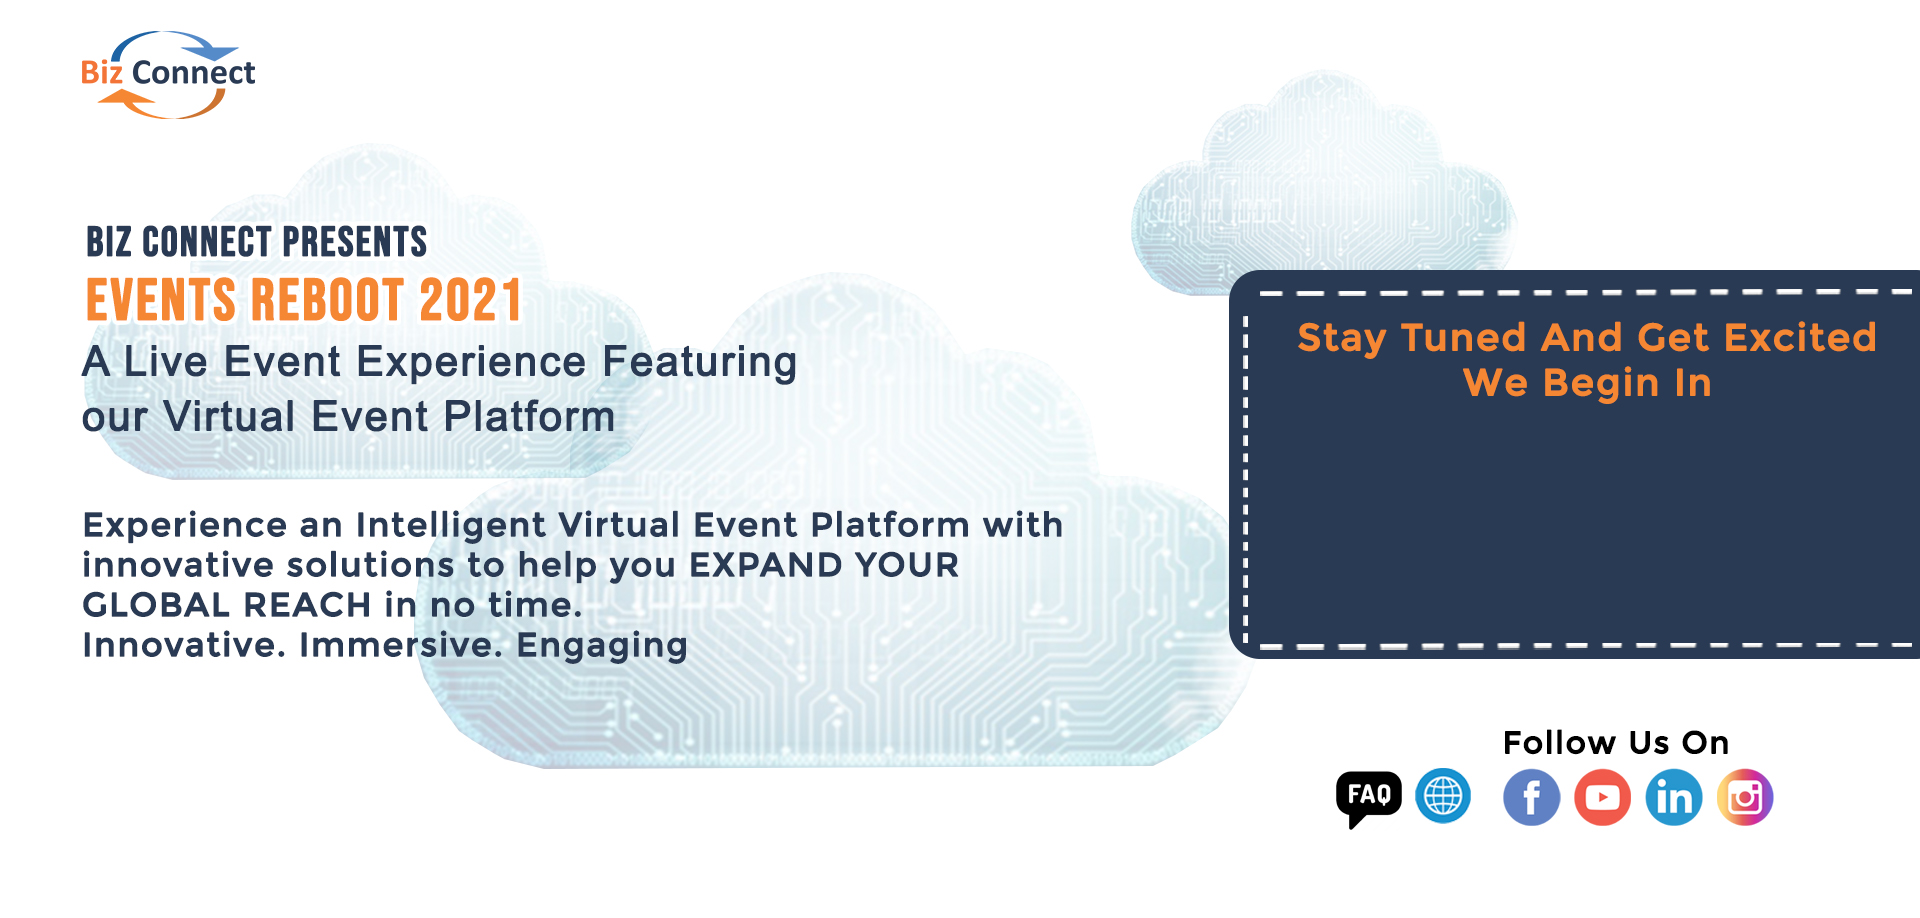 Biz Connect
BIZ CONNECT PRESENTS
EVENTS REBOOT 2021
A Live Event Experience Featuring
our Virtual Event Platform
Experience an Intelligent Virtual Event Platform with
innovative solutions to help you EXPAND YOUR
GLOBAL REACH in no time.
Innovative. Immersive. Engaging
Stay Tuned And Get Excited
We Begin In
Follow Us On
FAQ
f
in